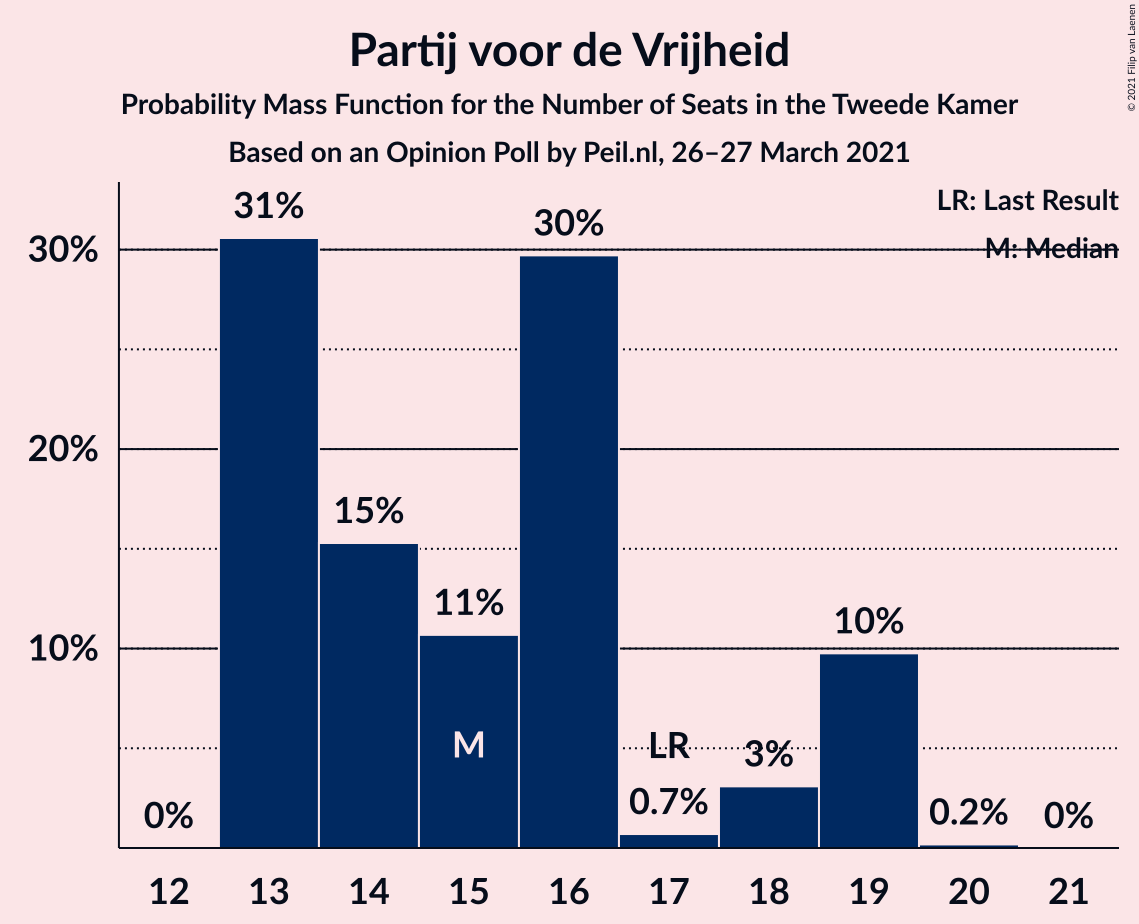 Partij voor de Vrijheid
Probability Mass Function for the Number of Seats in the Tweede Kamer
Based on an Opinion Poll by Peil.nl, 26–27 March 2021
© 2021 Filip van Laenen
LR: Last Result
M: Median
30%
20%
10%
0%
31%
15%
11%
30%
0.7%
3%
10%
0.2%
0%
M
LR
12 13 14 15 16 17 18 19 20 21